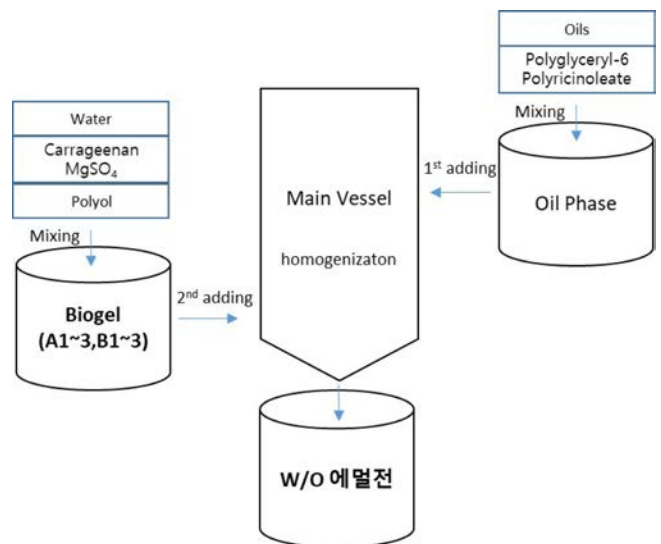 Oils
Polyglyceryl-6
Polyricinoleate
Mixing
Oil Phase
1st adding
Water
Carrageenan
MgSO₄
Polyol
Mixing
Biogel
(A1~3,B1~3)
2nd adding
Main Vessel
homogenizaton
W/O 에멀전